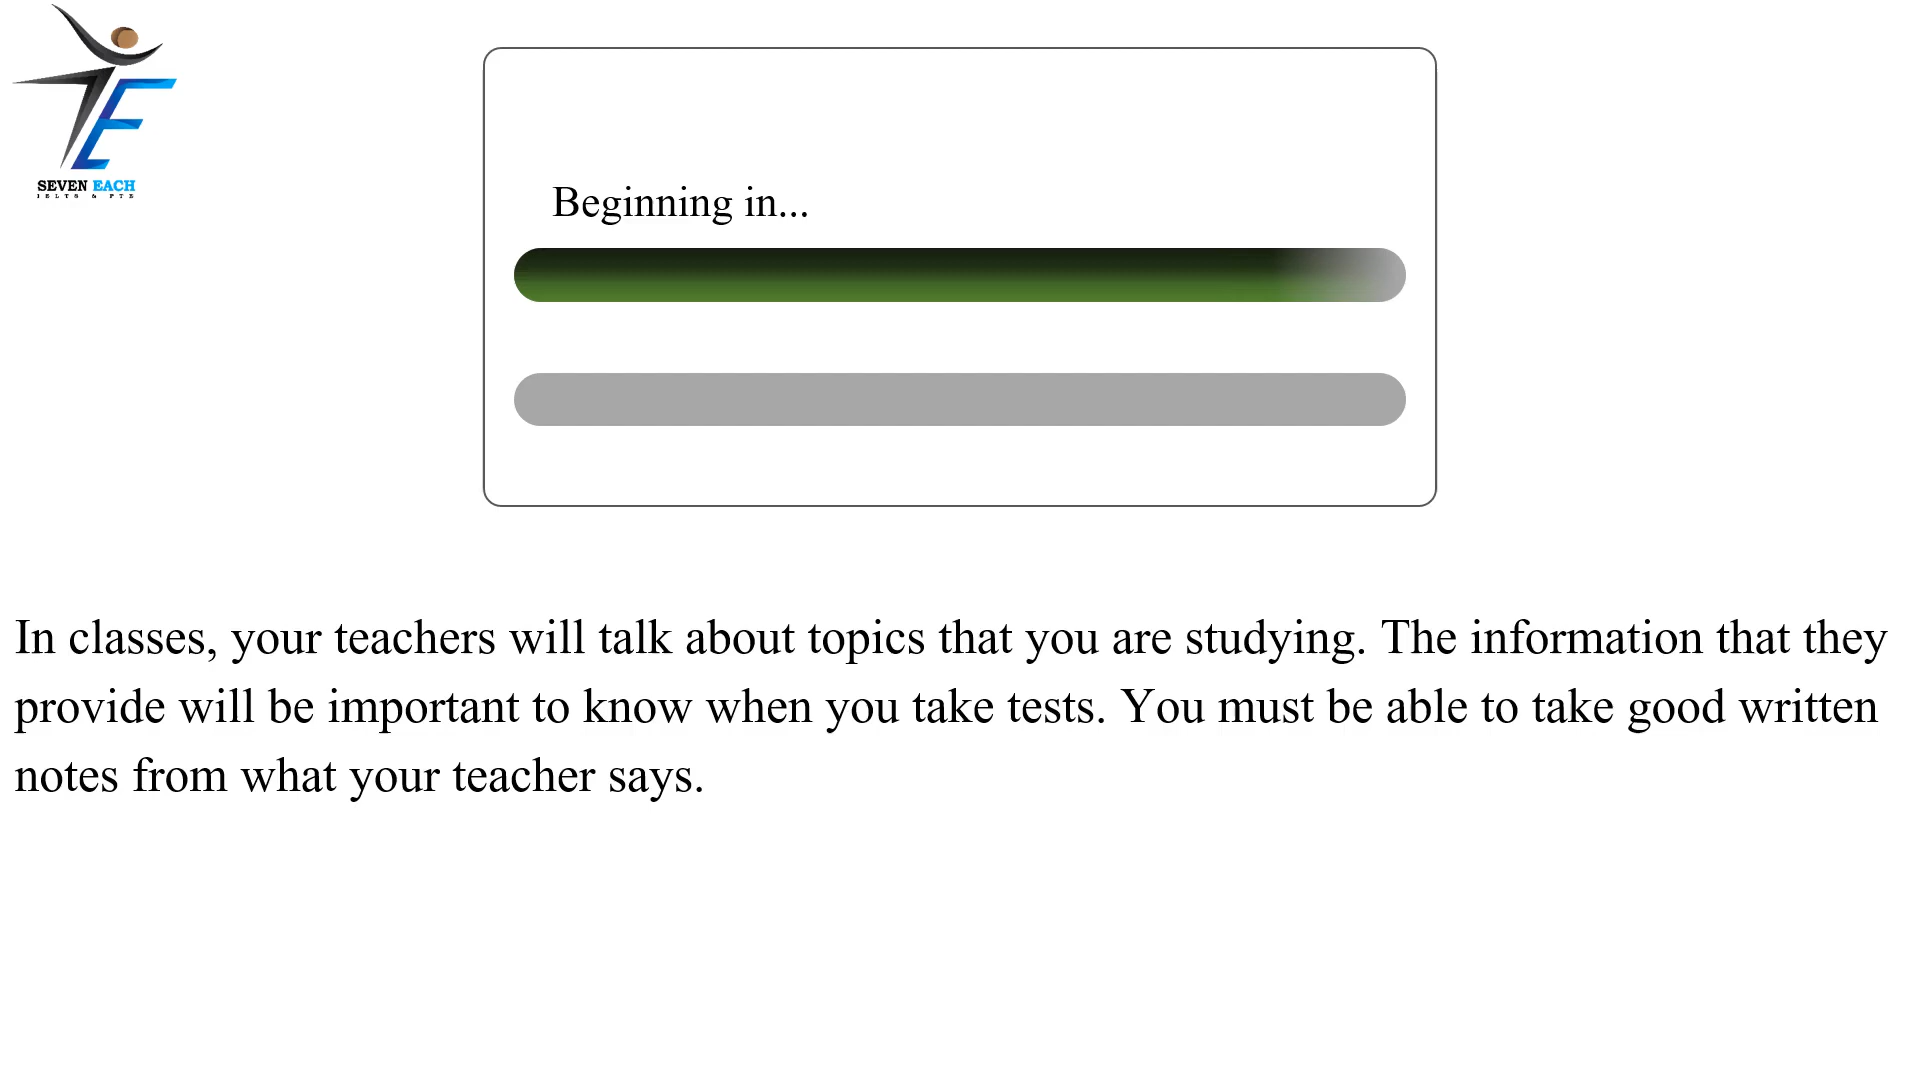 SEVEN EACH
IELTS & PTE
Beginning in...
In classes, your teachers will talk about topics that you are studying. The information that they
provide will be important to know when you take tests. You must be able to take good written
notes from what your teacher says.